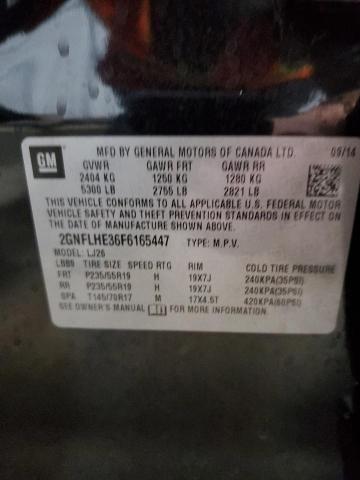 GM
MFD BY GENERAL MOTORS OF CANADA LTD. 09/14
GVWR GAWR FRT GAWR RR
2404 KG 1250 KG 1280 KG
5300 LB 2755 LB 2821 LB
THIS VEHICLE CONFORMS TO ALL APPLICABLE U.S. FEDERAL MOTOR
VEHICLE SAFETY AND THEFT PREVENTION STANDARDS IN EFFECT ON
THE DATE OF MANUFACTURE SHOWN ABOVE.
2GNFLHE36F6165447 TYPE: M.P.V.
MODEL: LJ26
LBB9 TIRE SIZE SPEED RTG RIM COLD TIRE PRESSURE
FRT P235/55R19 H 19X7J 240KPA(35PSI)
RR P235/55R19 H 19X7J 240KPA(35PSI)
SPA T145/70R17 M 17X4.5T 420KPA(60PSI)
SEE OWNER'S MANUAL FOR MORE INFORMATION.